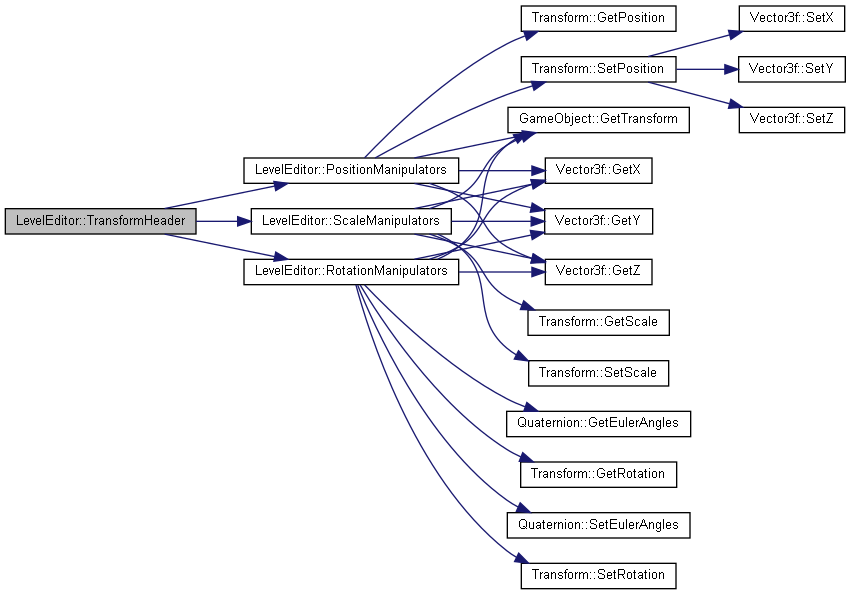 Transform::GetPosition
Vector3f::SetX
Transform::SetPosition
Vector3f::SetY
GameObject::GetTransform
Vector3f::SetZ
LevelEditor::PositionManipulators
Vector3f::GetX
LevelEditor::TransformHeader
LevelEditor::ScaleManipulators
Vector3f::GetY
LevelEditor::RotationManipulators
Vector3f::GetZ
Transform::GetScale
Transform::SetScale
Quaternion::GetEulerAngles
Transform::GetRotation
Quaternion::SetEulerAngles
Transform::SetRotation